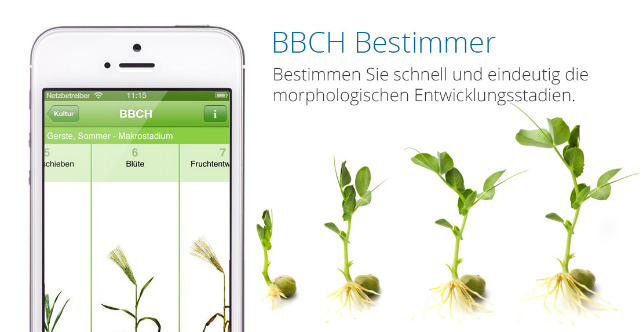 BBCH Bestimmer
Bestimmen Sie schnell und eindeutig die
morphologischen Entwicklungsstadien.
Netzbetreiber 11:15
Kultur BBCH i
Gerste, Sommer - Makrostadium
5 6 7
schieben Blüte Fruchtentw